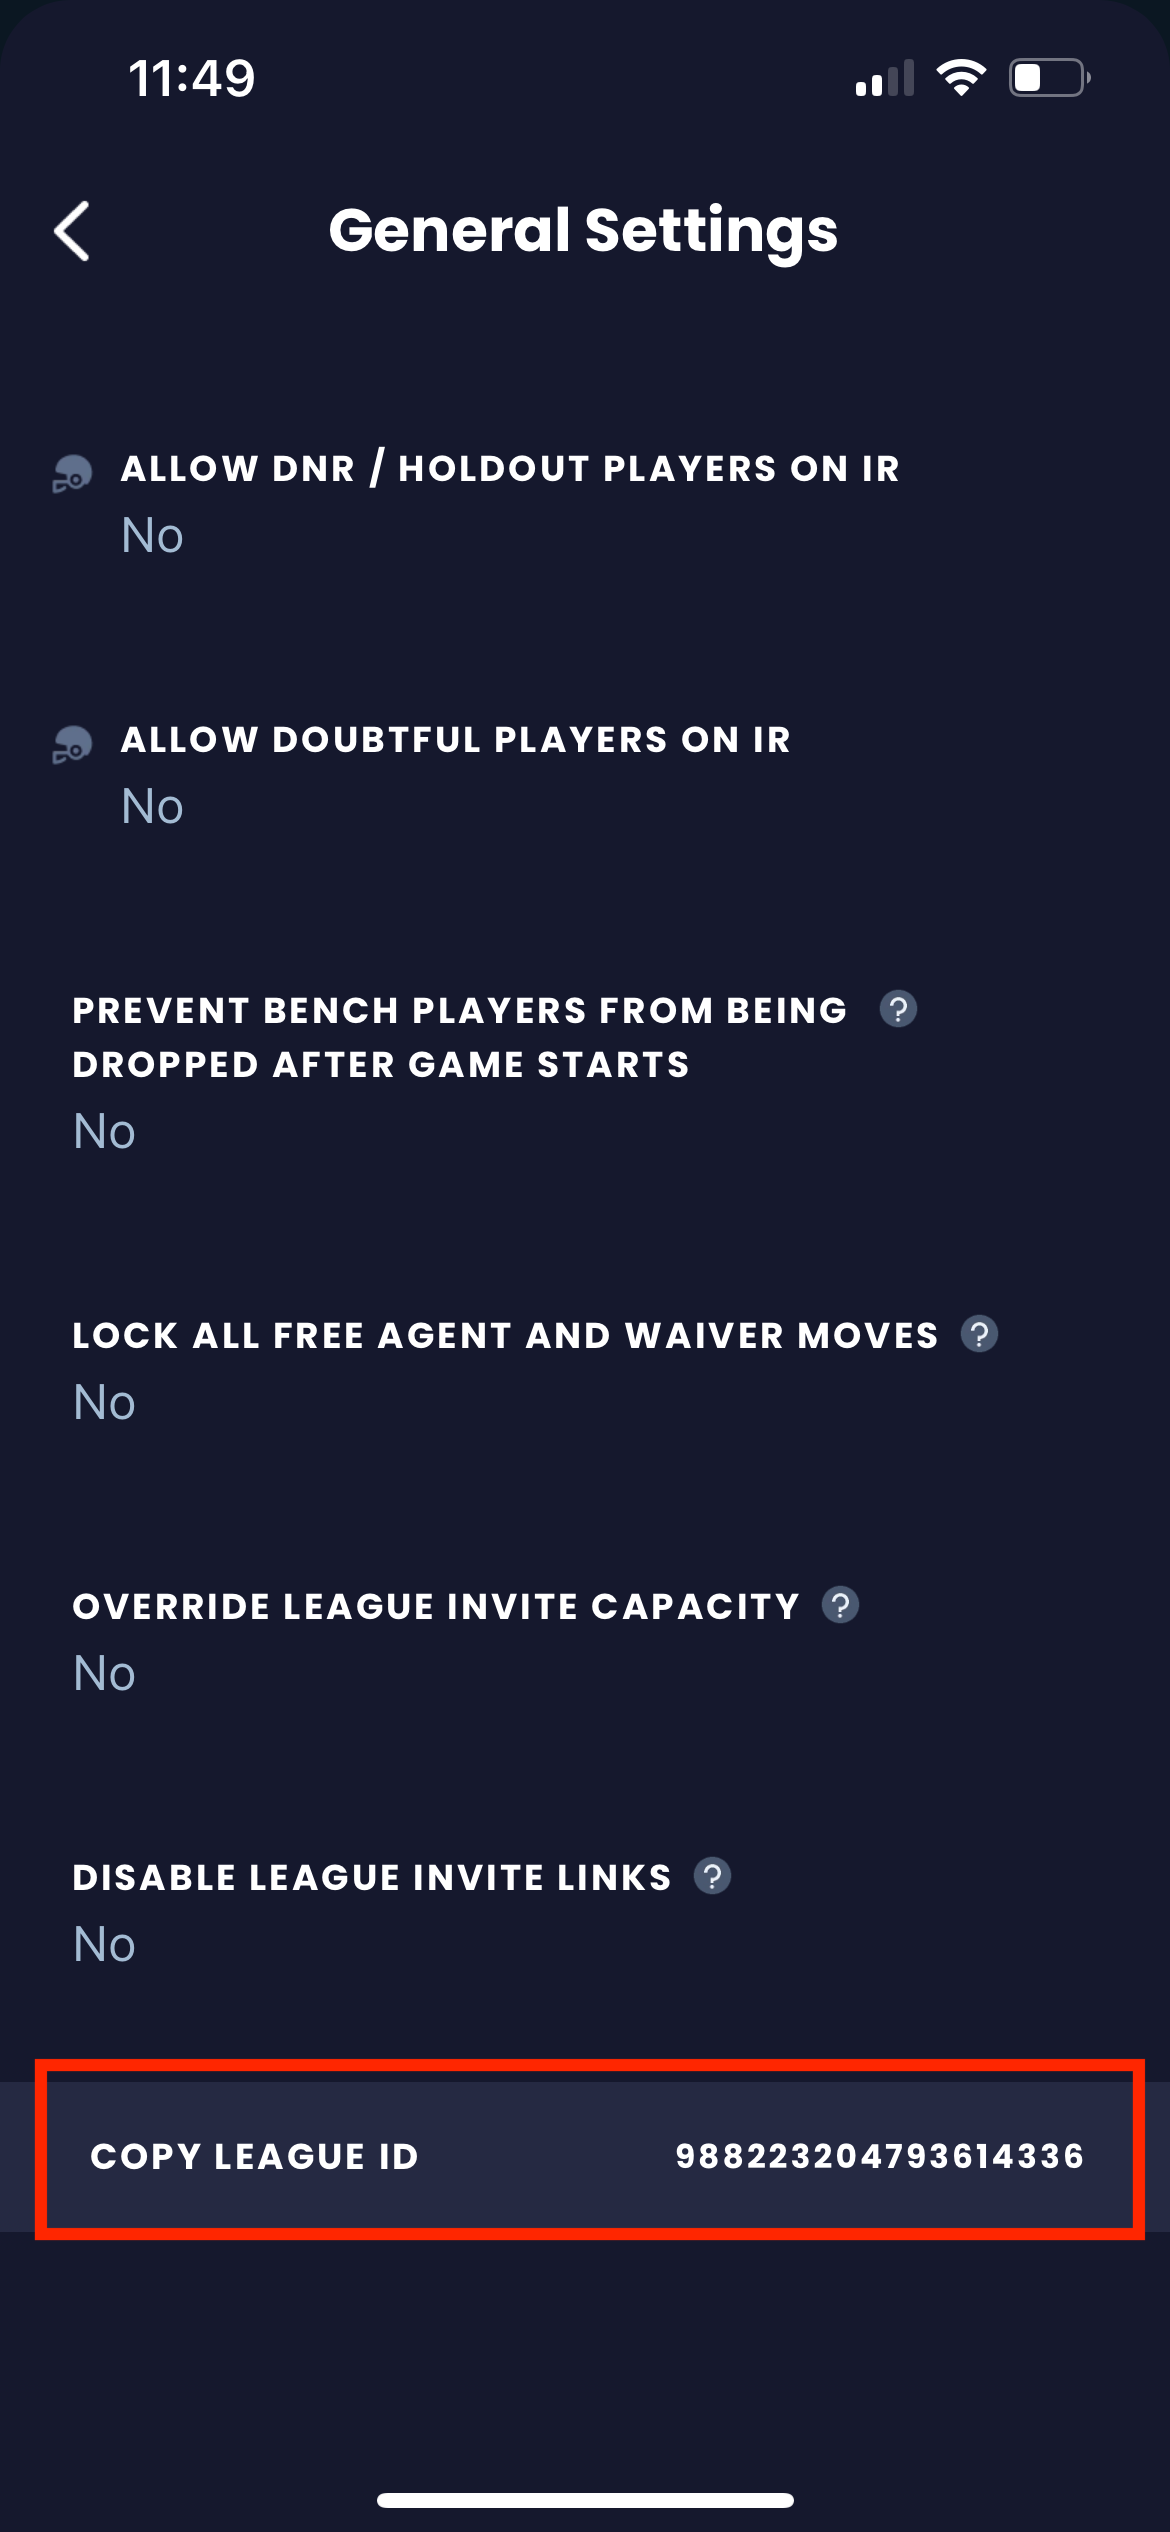 11:49
General Settings
ALLOW DNR / HOLDOUT PLAYERS ON IR
No
ALLOW DOUBTFUL PLAYERS ON IR
No
PREVENT BENCH PLAYERS FROM BEING
DROPPED AFTER GAME STARTS
No
LOCK ALL FREE AGENT AND WAIVER MOVES
No
OVERRIDE LEAGUE INVITE CAPACITY
No
DISABLE LEAGUE INVITE LINKS
No
COPY LEAGUE ID 988223204793614336